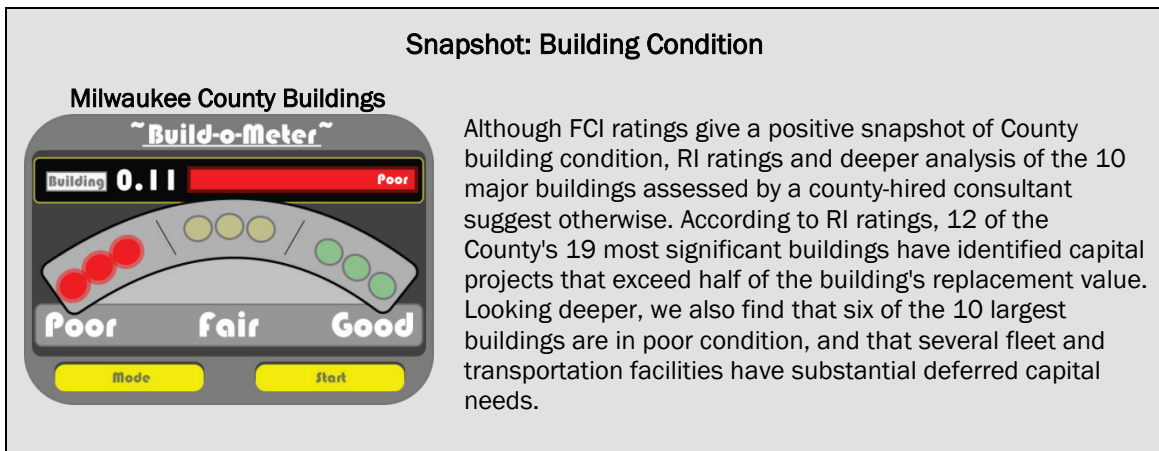 Snapshot: Building Condition
Milwaukee County Buildings
~Build-o-Meter~
Building 0.11 Poor
Poor Fair Good
Mode Start
Although FCI ratings give a positive snapshot of County
building condition, RI ratings and deeper analysis of the 10
major buildings assessed by a county-hired consultant
suggest otherwise. According to RI ratings, 12 of the
County's 19 most significant buildings have identified capital
projects that exceed half of the building's replacement value.
Looking deeper, we also find that six of the 10 largest
buildings are in poor condition, and that several fleet and
transportation facilities have substantial deferred capital
needs.